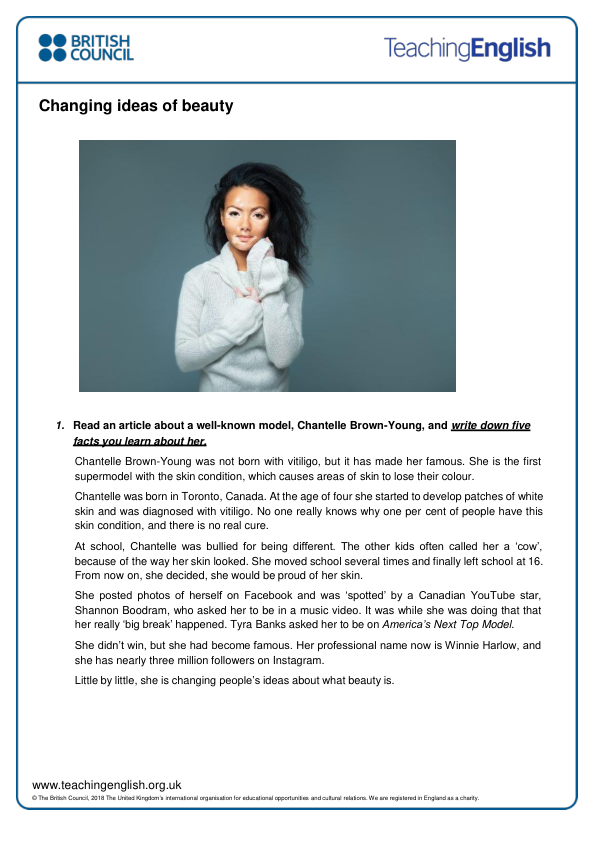 BRITISH
COUNCIL
TeachingEnglish
Changing ideas of beauty
1. Read an article about a well-known model, Chantelle Brown-Young, and write down five
facts you learn about her.
Chantelle Brown-Young was not born with vitiligo, but it has made her famous. She is the first
supermodel with the skin condition, which causes areas of skin to lose their colour.
Chantelle was born in Toronto, Canada. At the age of four she started to develop patches of white
skin and was diagnosed with vitiligo. No one really knows why one per cent of people have this
skin condition, and there is no real cure.
At school, Chantelle was bullied for being different. The other kids often called her a ‘cow’,
because of the way her skin looked. She moved school several times and finally left school at 16.
From now on, she decided, she would be proud of her skin.
She posted photos of herself on Facebook and was ‘spotted’ by a Canadian YouTube star,
Shannon Boodram, who asked her to be in a music video. It was while she was doing that that
her really ‘big break’ happened. Tyra Banks asked her to be on America’s Next Top Model.
She didn’t win, but she had become famous. Her professional name now is Winnie Harlow, and
she has nearly three million followers on Instagram.
Little by little, she is changing people’s ideas about what beauty is.
www.teachingenglish.org.uk
© The British Council, 2018 The United Kingdom’s international organisation for educational opportunities and cultural relations. We are registered in England as a charity.